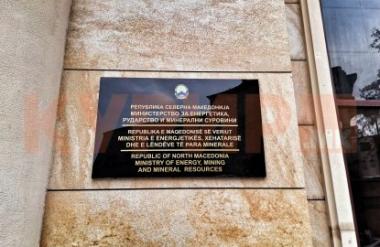 РЕПУБЛИКА СЕВЕРНА МАКЕДОНИЈА
МИНИСТЕРСТВО ЗА ЕНЕРГЕТИКА,
РУДАРСТВО И МИНЕРАЛНИ СУРОВИНИ
REPUBLIKA E MAQEDONISË SË VERIUT
MINISTRIA E ENERGJETIKËS, XEHATARISË
DHE E LËNDËVE TË PARA MINERALE
REPUBLIC OF NORTH MACEDONIA
MINISTRY OF ENERGY, MINING
AND MINERAL RESOURCES